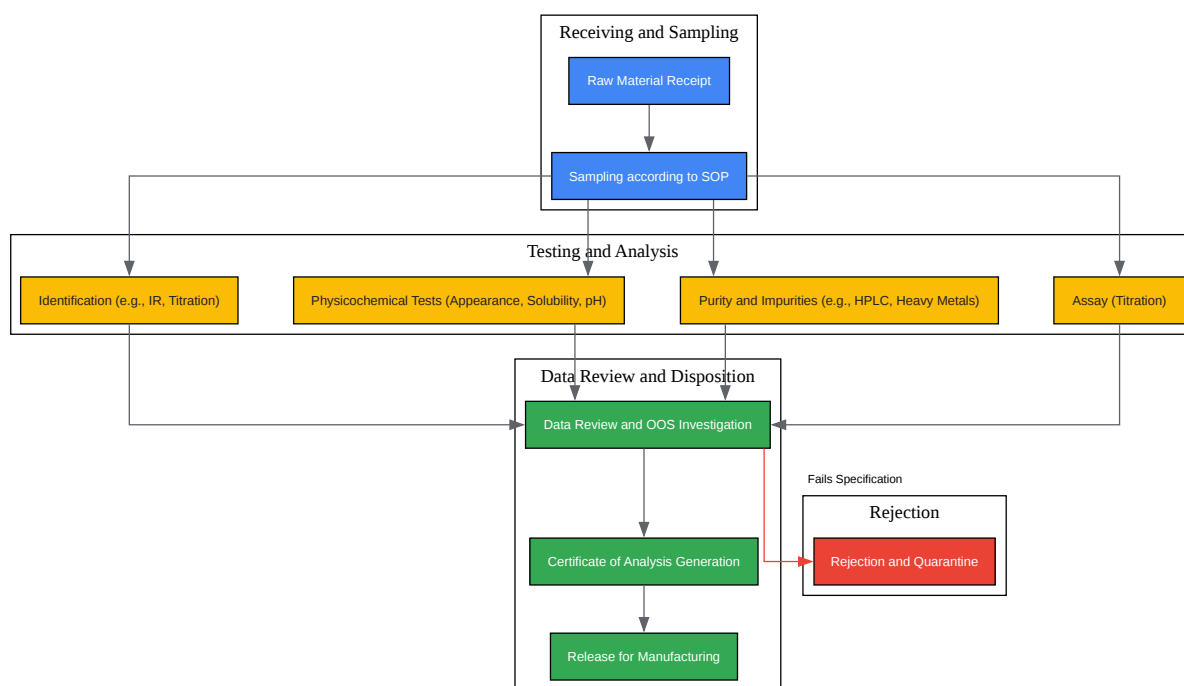 Receiving and Sampling
Raw Material Receipt
Sampling according to SOP
Testing and Analysis
Identification (e.g., IR, Titration)
Physicochemical Tests (Appearance, Solubility, pH)
Purity and Impurities (e.g., HPLC, Heavy Metals)
Assay (Titration)
Data Review and Disposition
Data Review and OOS Investigation
Fails Specification
Rejection
Certificate of Analysis Generation
Rejection and Quarantine
Release for Manufacturing